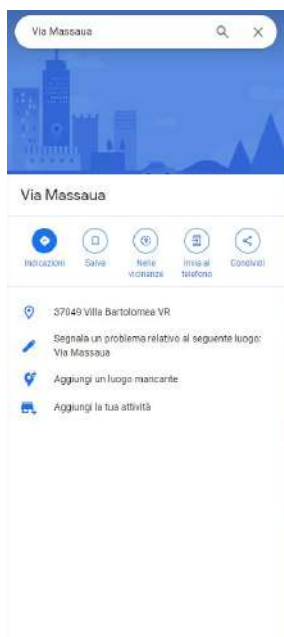 Via Massaua
Via Massaua
Indicazioni
Salva
Nelle
vicinanze
Invia al
telefono
Condividi
37049 Villa Bartolomea VR
Segnala un problema relativo al seguente luogo:
Via Massaua
Aggiungi un luogo mancante
Aggiungi la tua attività